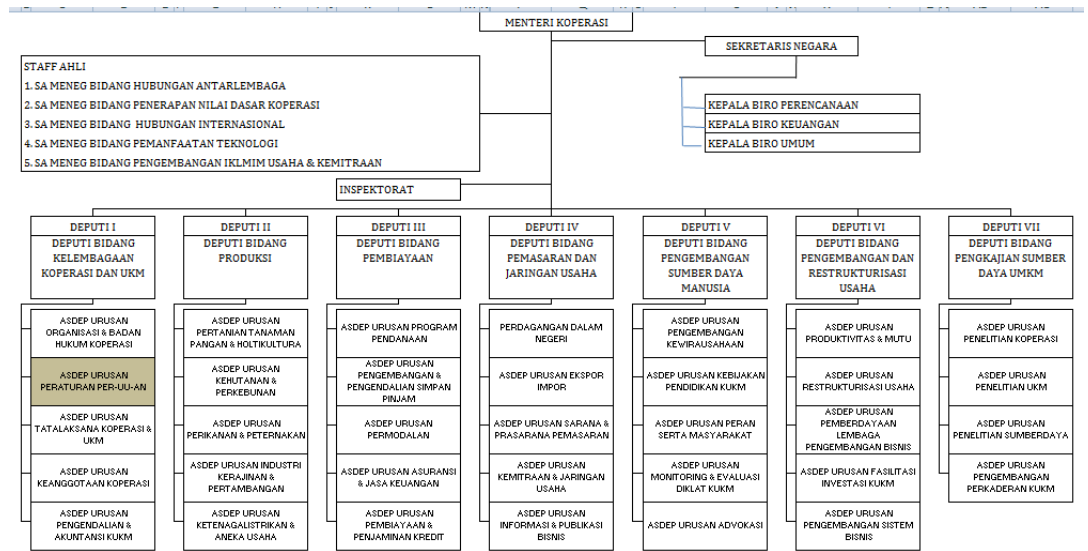 MENTERI KOPERASI
SEKRETARIS NEGARA
STAFF AHLI
1. SA MENEG BIDANG HUBUNGAN ANTARLEMBAGA
2. SA MENEG BIDANG PENERAPAN NILAI DASAR KOPERASI
3. SA MENEG BIDANG HUBUNGAN INTERNASIONAL
4. SA MENEG BIDANG PEMANFAATAN TEKNOLOGI
5. SA MENEG BIDANG PENGEMBANGAN IKLMIM USAHA & KEMITRAAN
KEPALA BIRO PERENCANAAN
KEPALA BIRO KEUANGAN
KEPALA BIRO UMUM
INSPEKTORAT
DEPUTI I
DEPUTI BIDANG
KELEMBAGAAN
KOPERASI DAN UKM
ASDEP URUSAN
ORGANISASI & BADAN
HUKUM KOPERASI
ASDEP URUSAN
PERATURAN PER-UU-AN
ASDEP URUSAN
TATALAKSANA KOPERASI &
UKM
ASDEP URUSAN
KEANGGOTAAN KOPERASI
ASDEP URUSAN
PENGENDALIAN &
AKUNTANSI KUKM
DEPUTI II
DEPUTI BIDANG
PRODUKSI
ASDEP URUSAN
PERTANIAN TANAMAN
PANGAN & HOLTIKULTURA
ASDEP URUSAN
KEHUTANAN &
PERKEBUNAN
ASDEP URUSAN
PERIKANAN & PETERNAKAN
ASDEP URUSAN INDUSTRI
KERAJINAN &
PERTAMBANGAN
ASDEP URUSAN
KETENAGALISTRIKAN &
ANEKA USAHA
DEPUTI III
DEPUTI BIDANG
PEMBIAYAAN
ASDEP URUSAN PROGRAM
PENDANAAN
ASDEP URUSAN
PENGEMBANGAN &
PENGENDALIAN SIMPAN
PINJAM
ASDEP URUSAN
PERMODALAN
ASDEP URUSAN ASURANSI
& JASA KEUANGAN
ASDEP URUSAN
PEMBIAYAAN &
PENJAMINAN KREDIT
DEPUTI IV
DEPUTI BIDANG
PEMASARAN DAN
JARINGAN USAHA
PERDAGANGAN DALAM
NEGERI
ASDEP URUSAN EKSPOR
IMPOR
ASDEP URUSAN SARANA &
PRASARANA PEMASARAN
ASDEP URUSAN
KEMITRAAN & JARINGAN
USAHA
ASDEP URUSAN
INFORMASI & PUBLIKASI
BISNIS
DEPUTI V
DEPUTI BIDANG
PENGEMBANGAN
SUMBER DAYA
MANUSIA
ASDEP URUSAN
PENGEMBANGAN
KEWIRAUSAHAAN
ASDEP URUSAN KEBIJAKAN
PENDIDIKAN KUKM
ASDEP URUSAN PERAN
SERTA MASYARAKAT
ASDEP URUSAN
MONITORING & EVALUASI
DIKLAT KUKM
ASDEP URUSAN ADVOKASI
DEPUTI VI
DEPUTI BIDANG
PENGEMBANGAN DAN
RESTRUKTURISASI
USAHA
ASDEP URUSAN
PRODUKTIVITAS & MUTU
ASDEP URUSAN
RESTRUKTURISASI USAHA
ASDEP URUSAN
PEMBERDAYAAN
LEMBAGA
PENGEMBANGAN BISNIS
ASDEP URUSAN FASILITASI
INVESTASI KUKM
ASDEP URUSAN
PENGEMBANGAN SISTEM
BISNIS
DEPUTI VII
DEPUTI BIDANG
PENGKAJIAN SUMBER
DAYA UMKM
ASDEP URUSAN
PENELITIAN KOPERASI
ASDEP URUSAN
PENELITIAN UKM
ASDEP URUSAN
PENELITIAN SUMBERDAYA
ASDEP URUSAN
PENGEMBANGAN
PERKADERAN KUKM